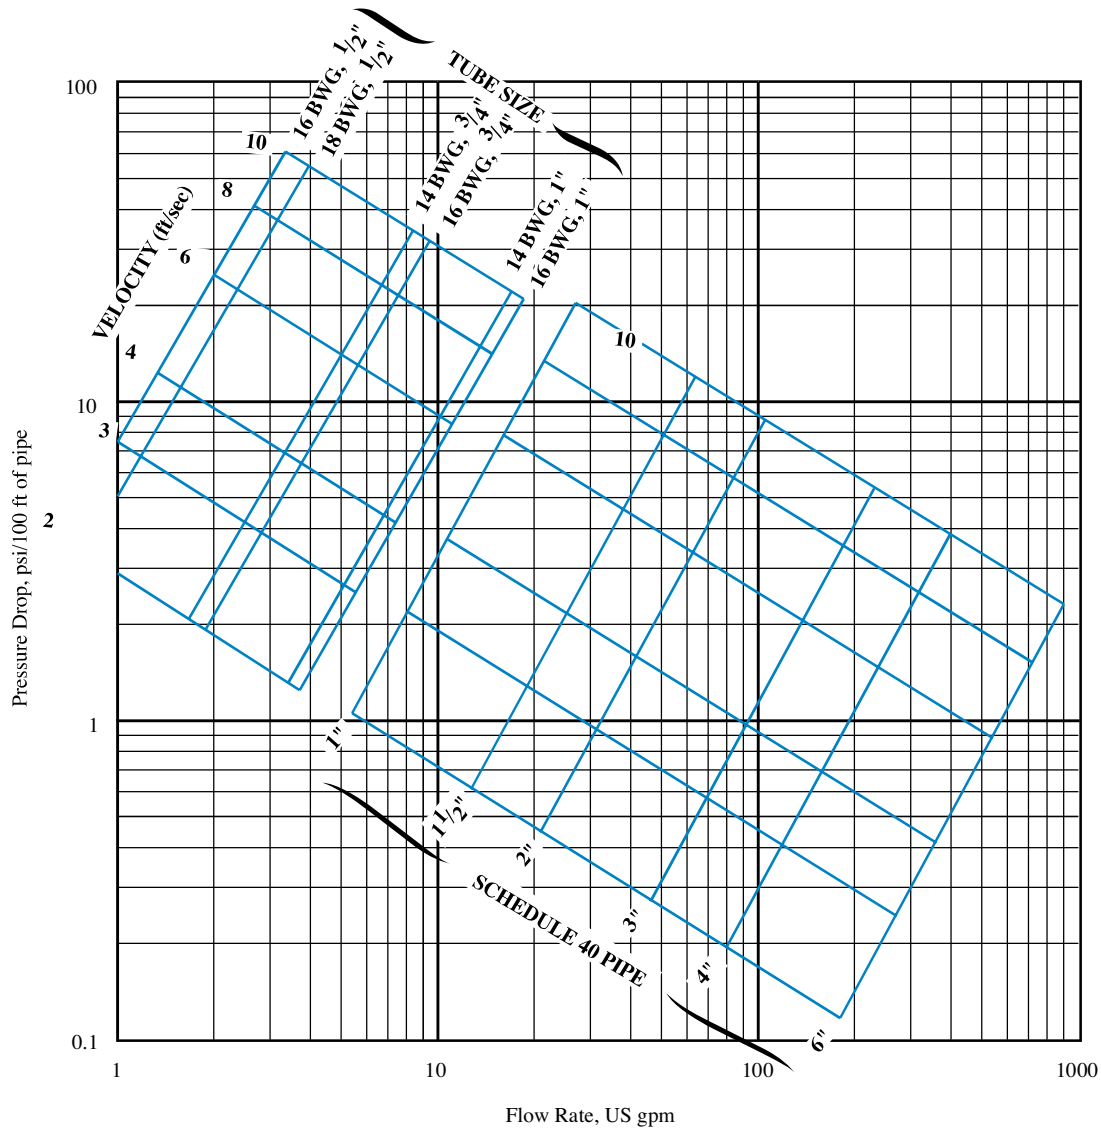 TUBE SIZE
16 BWG, 1/2"
18 BWG, 1/2"
14 BWG, 3/4"
16 BWG, 3/4"
14 BWG, 1"
16 BWG, 1"
VELOCITY (ft/sec)
10
8
6
4
3
2
10
100
10
1
0.1
Pressure Drop, psi/100 ft of pipe
1"
1 1/2"
2"
3"
4"
6"
SCHEDULE 40 PIPE
1
10
100
1000
Flow Rate, US gpm